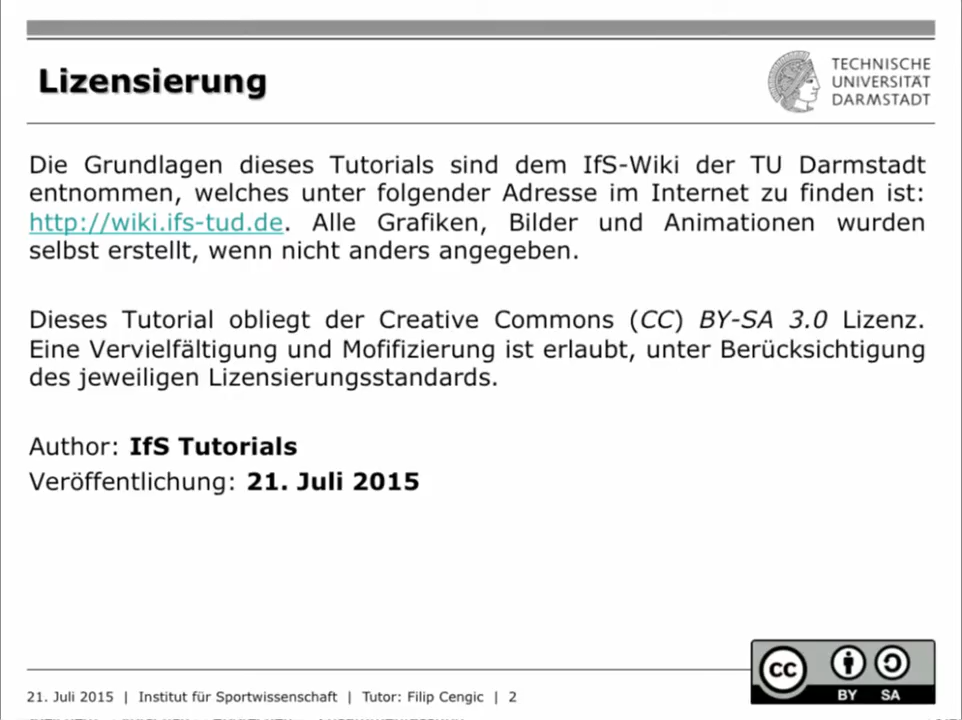 Lizensierung
TECHNISCHE
UNIVERSITÄT
DARMSTADT
Die Grundlagen dieses Tutorials sind dem IfS-Wiki der TU Darmstadt
entnommen, welches unter folgender Adresse im Internet zu finden ist:
http://wiki.ifs-tud.de. Alle Grafiken, Bilder und Animationen wurden
selbst erstellt, wenn nicht anders angegeben.
Dieses Tutorial obliegt der Creative Commons (CC) BY-SA 3.0 Lizenz.
Eine Vervielfältigung und Mofifizierung ist erlaubt, unter Berücksichtigung
des jeweiligen Lizensierungsstandards.
Author: IfS Tutorials
Veröffentlichung: 21. Juli 2015
cc
BY SA
21. Juli 2015 | Institut für Sportwissenschaft | Tutor: Filip Cengic | 2